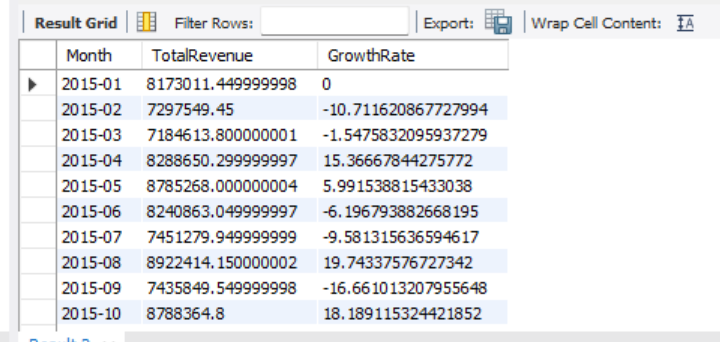 Result Grid Filter Rows: Export: Wrap Cell Content: IA
Month TotalRevenue GrowthRate
2015-01 8173011.449999998 0
2015-02 7297549.45 -10.711620867727994
2015-03 7184613.800000001 -1.5475832095937279
2015-04 8288650.299999997 15.36667844275772
2015-05 8785268.000000004 5.991538815433038
2015-06 8240863.049999997 -6.196793882668195
2015-07 7451279.949999999 -9.581315636594617
2015-08 8922414.150000002 19.74337576727342
2015-09 7435849.549999998 -16.661013207955648
2015-10 8788364.8 18.189115324421852